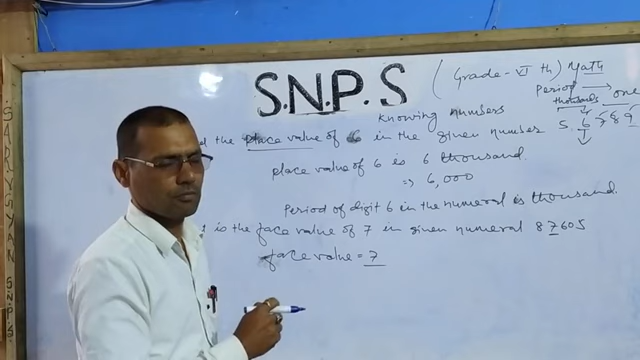 S.N.P.S
(Grade-VI th) Math
Period → one
thousands
Knowing numbers
5 6 7 8 9
the place value of 6 in the given number
place value of 6 is 6 thousand.
⇒ 6,000
Period of digit 6 in the numeral is thousand.
is the face value of 7 in given numeral 87605
face value = 7
SARVGYAN SNPS